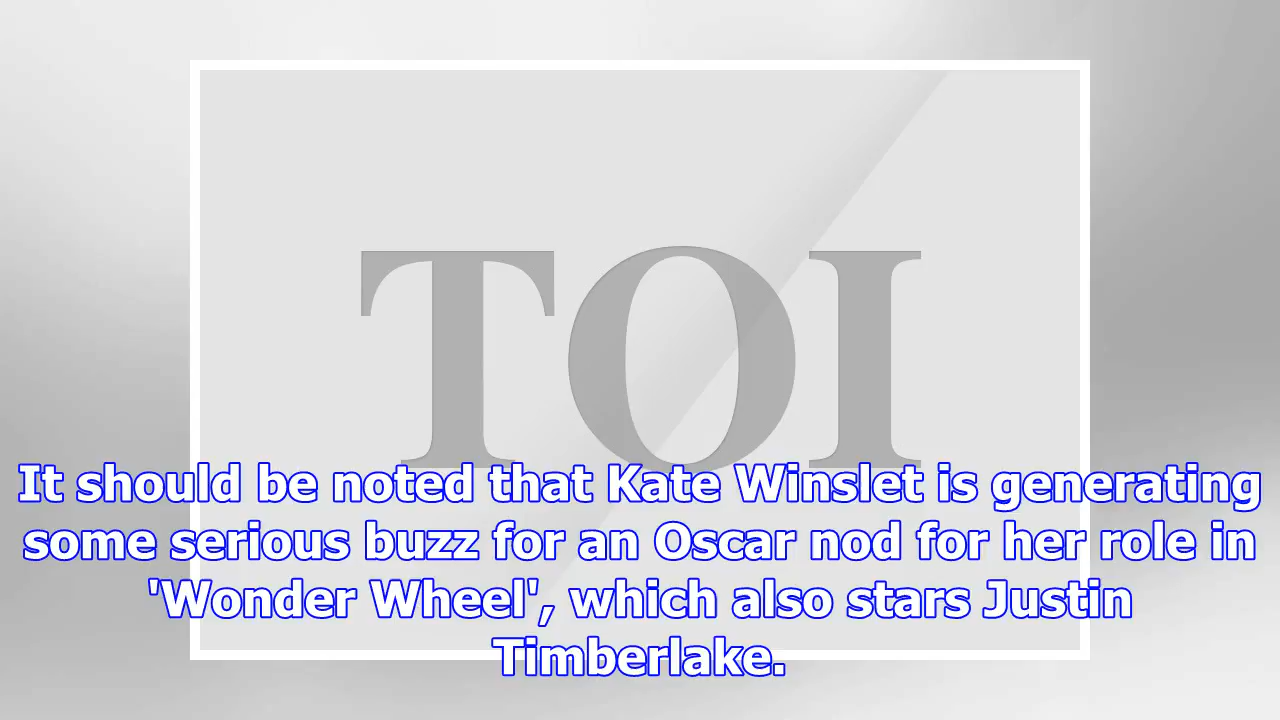 TOI
It should be noted that Kate Winslet is generating
some serious buzz for an Oscar nod for her role in
'Wonder Wheel', which also stars Justin
Timberlake.